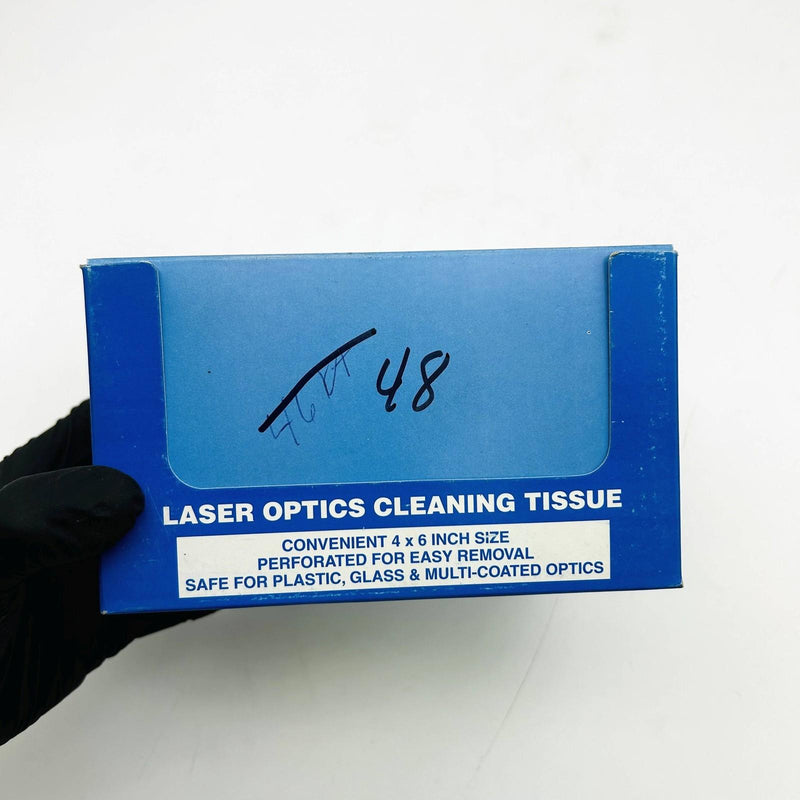 48
LASER OPTICS CLEANING TISSUE
CONVENIENT 4 x 6 INCH SIZE
PERFORATED FOR EASY REMOVAL
SAFE FOR PLASTIC, GLASS & MULTI-COATED OPTICS